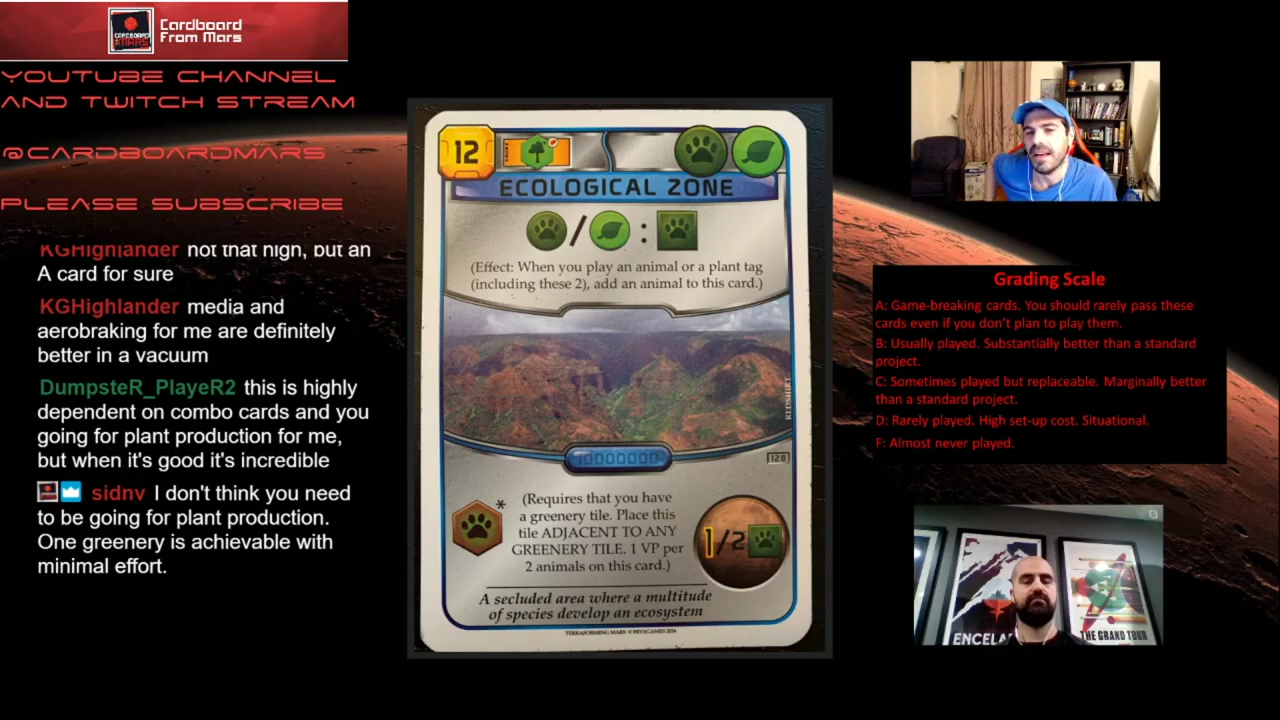 Cardboard
From Mars
YOUTUBE CHANNEL
AND TWITCH STREAM
@CARDBOARDMARS
PLEASE SUBSCRIBE
KGHighlander not that high, but an
A card for sure
KGHighlander media and
aerobraking for me are definitely
better in a vacuum
DumpsteR_PlayeR2 this is highly
dependent on combo cards and you
going for plant production for me,
but when it's good it's incredible
sidnv I don't think you need
to be going for plant production.
One greenery is achievable with
minimal effort.
12
ECOLOGICAL ZONE
/ :
(Effect: When you play an animal or a plant tag
(including these 2), add an animal to this card.)
REDSHIFT
10000000
128
*
(Requires that you have
a greenery tile. Place this
tile ADJACENT TO ANY
GREENERY TILE. 1 VP per
2 animals on this card.)
1/2
A secluded area where a multitude
of species develop an ecosystem
TERRAFORMING MARS © FRYXGAMES 2016
Grading Scale
A: Game-breaking cards. You should rarely pass these
cards even if you don't plan to play them.
B: Usually played. Substantially better than a standard
project.
C: Sometimes played but replaceable. Marginally better
than a standard project.
D: Rarely played. High set-up cost. Situational.
F: Almost never played.
THE GRAND TOUR